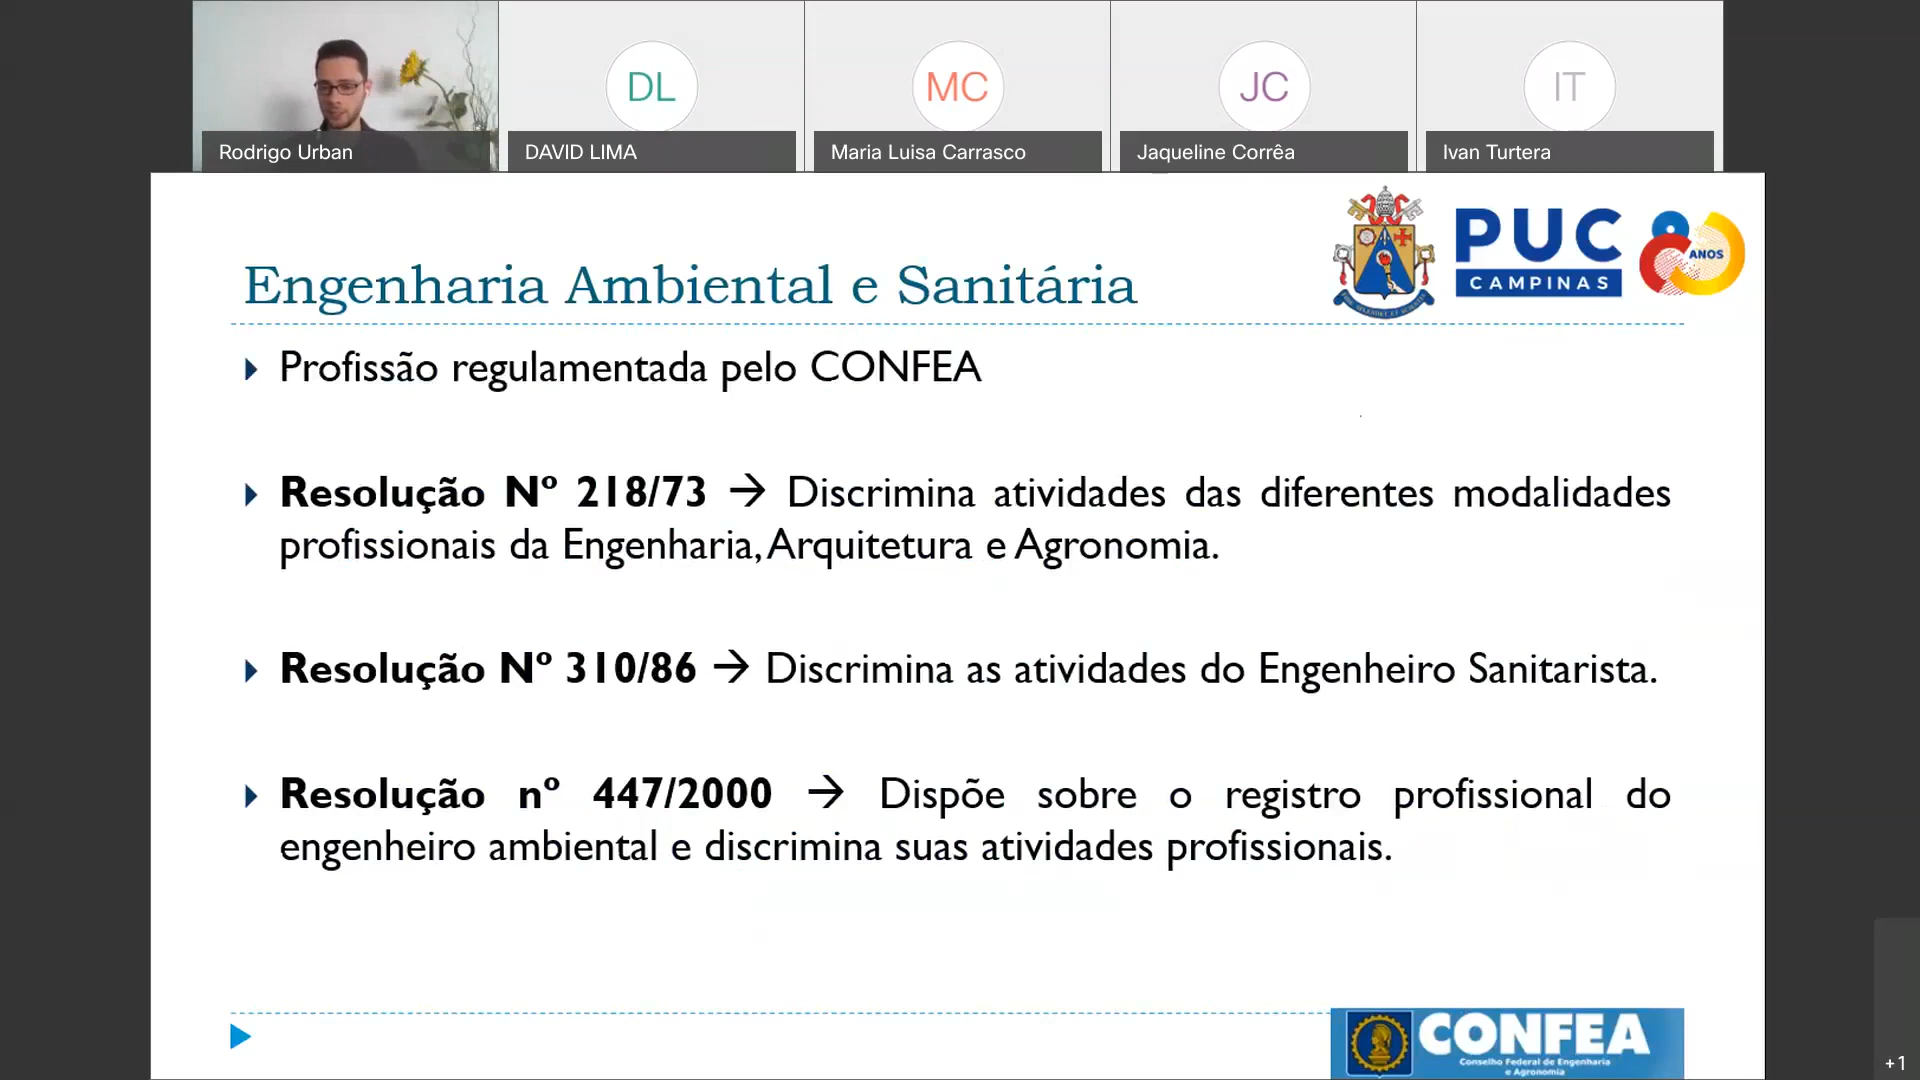 DL
MC
JC
IT
Rodrigo Urban
DAVID LIMA
Maria Luisa Carrasco
Jaqueline Corrêa
Ivan Turtera
PUC
CAMPINAS
80
ANOS
Engenharia Ambiental e Sanitária
Profissão regulamentada pelo CONFEA
Resolução Nº 218/73 → Discrimina atividades das diferentes modalidades
profissionais da Engenharia, Arquitetura e Agronomia.
Resolução Nº 310/86 → Discrimina as atividades do Engenheiro Sanitarista.
Resolução nº 447/2000 → Dispõe sobre o registro profissional do
engenheiro ambiental e discrimina suas atividades profissionais.
CONFEA
Conselho Federal de Engenharia
e Agronomia
+1